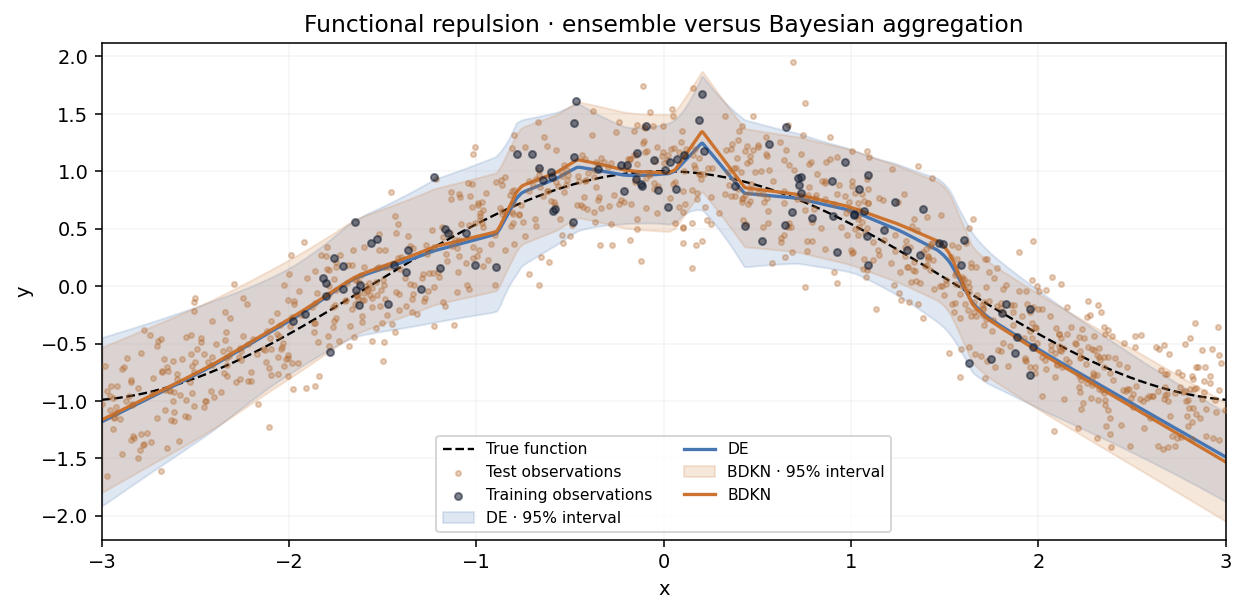 Functional repulsion · ensemble versus Bayesian aggregation
y
2.0
1.5
1.0
0.5
0.0
−0.5
−1.0
−1.5
−2.0
True function
Test observations
Training observations
DE · 95% interval
DE
BDKN · 95% interval
BDKN
−3
−2
−1
0
1
2
3
x